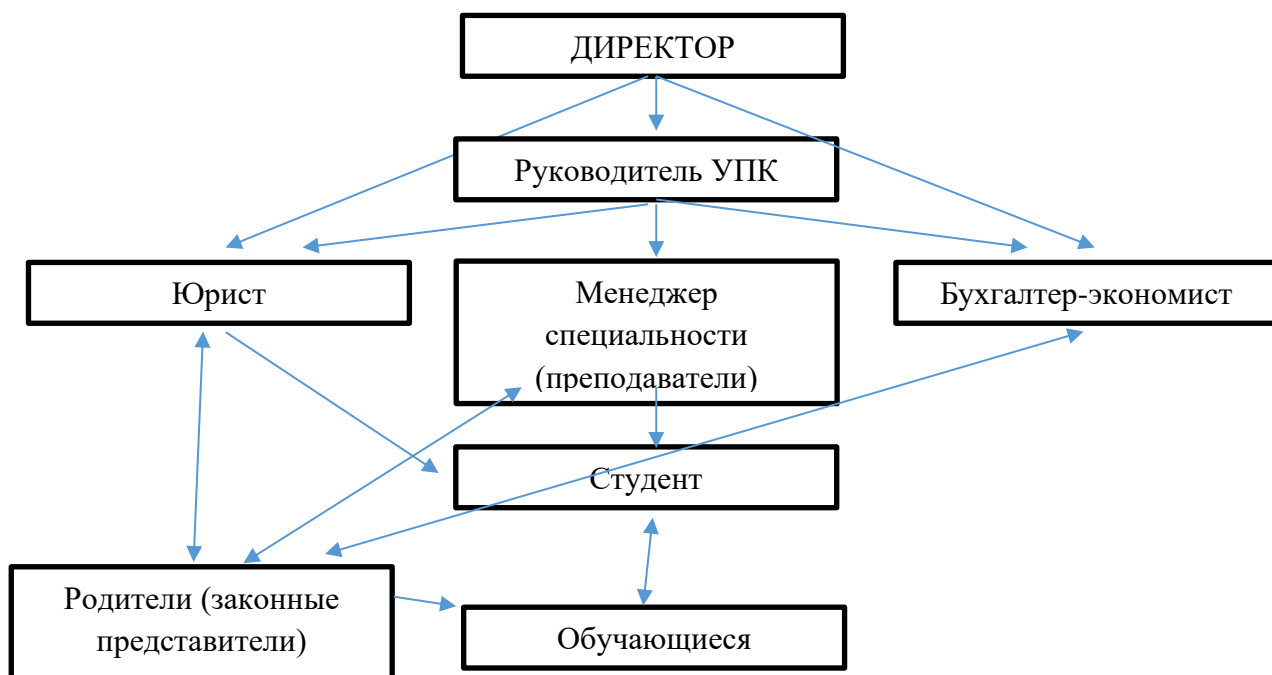 ДИРЕКТОР
Руководитель УПК
Юрист
Менеджер
специальности
(преподаватели)
Бухгалтер-экономист
Студент
Родители (законные
представители)
Обучающиеся